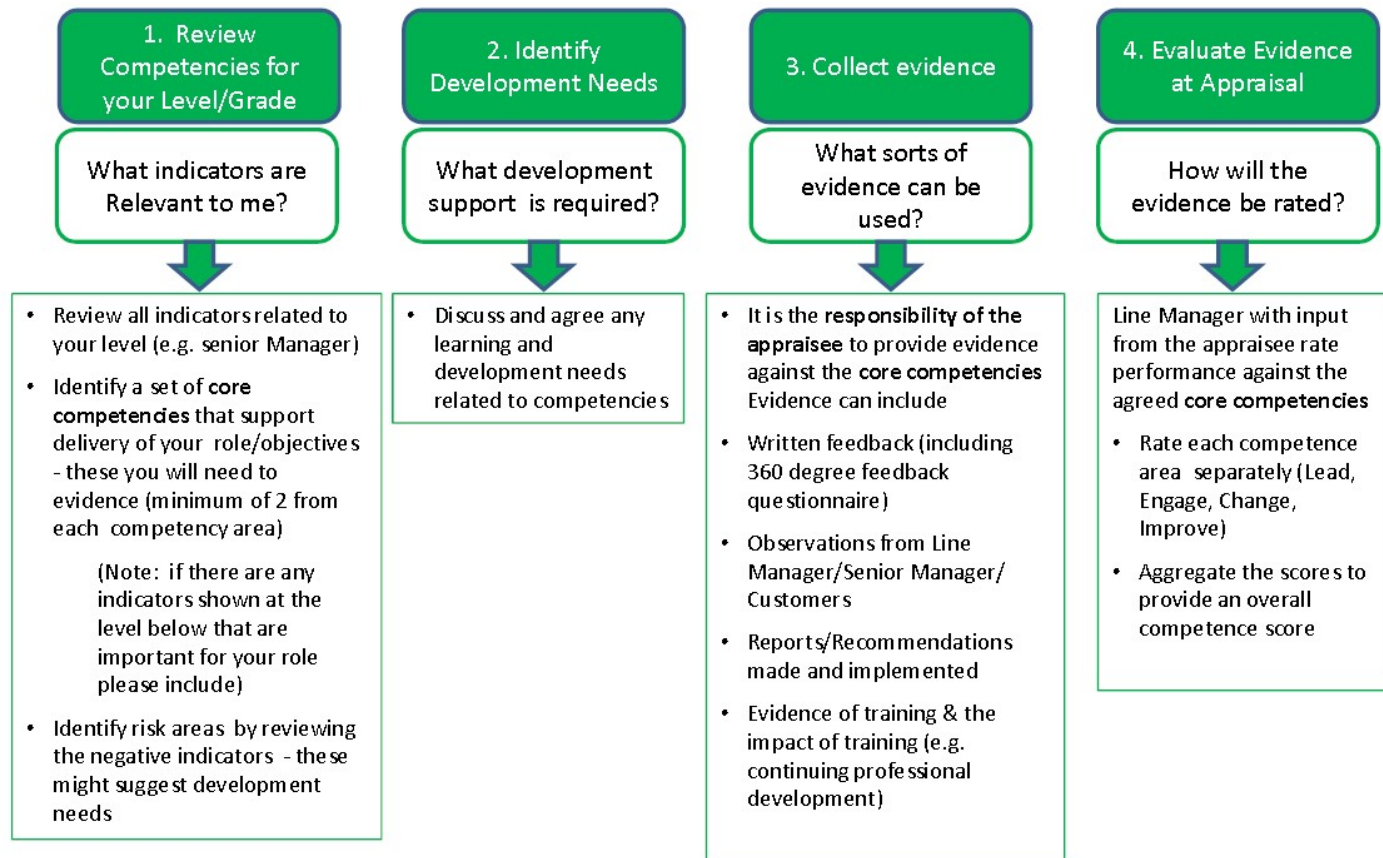 1. Review
Competencies for
your Level/Grade
What indicators are
Relevant to me?
• Review all indicators related to
your level (e.g. senior Manager)
• Identify a set of core
competencies that support
delivery of your role/objectives
- these you will need to
evidence (minimum of 2 from
each competency area)
(Note: if there are any
indicators shown at the
level below that are
important for your role
please include)
• Identify risk areas by reviewing
the negative indicators - these
might suggest development
needs
2. Identify
Development Needs
What development
support is required?
• Discuss and agree any
learning and
development needs
related to competencies
3. Collect evidence
What sorts of
evidence can be
used?
• It is the responsibility of the
appraisee to provide evidence
against the core competencies
Evidence can include
• Written feedback (including
360 degree feedback
questionnaire)
• Observations from Line
Manager/Senior Manager/
Customers
• Reports/Recommendations
made and implemented
• Evidence of training & the
impact of training (e.g.
continuing professional
development)
4. Evaluate Evidence
at Appraisal
How will the
evidence be rated?
Line Manager with input
from the appraisee rate
performance against the
agreed core competencies
• Rate each competence
area separately (Lead,
Engage, Change,
Improve)
• Aggregate the scores to
provide an overall
competence score